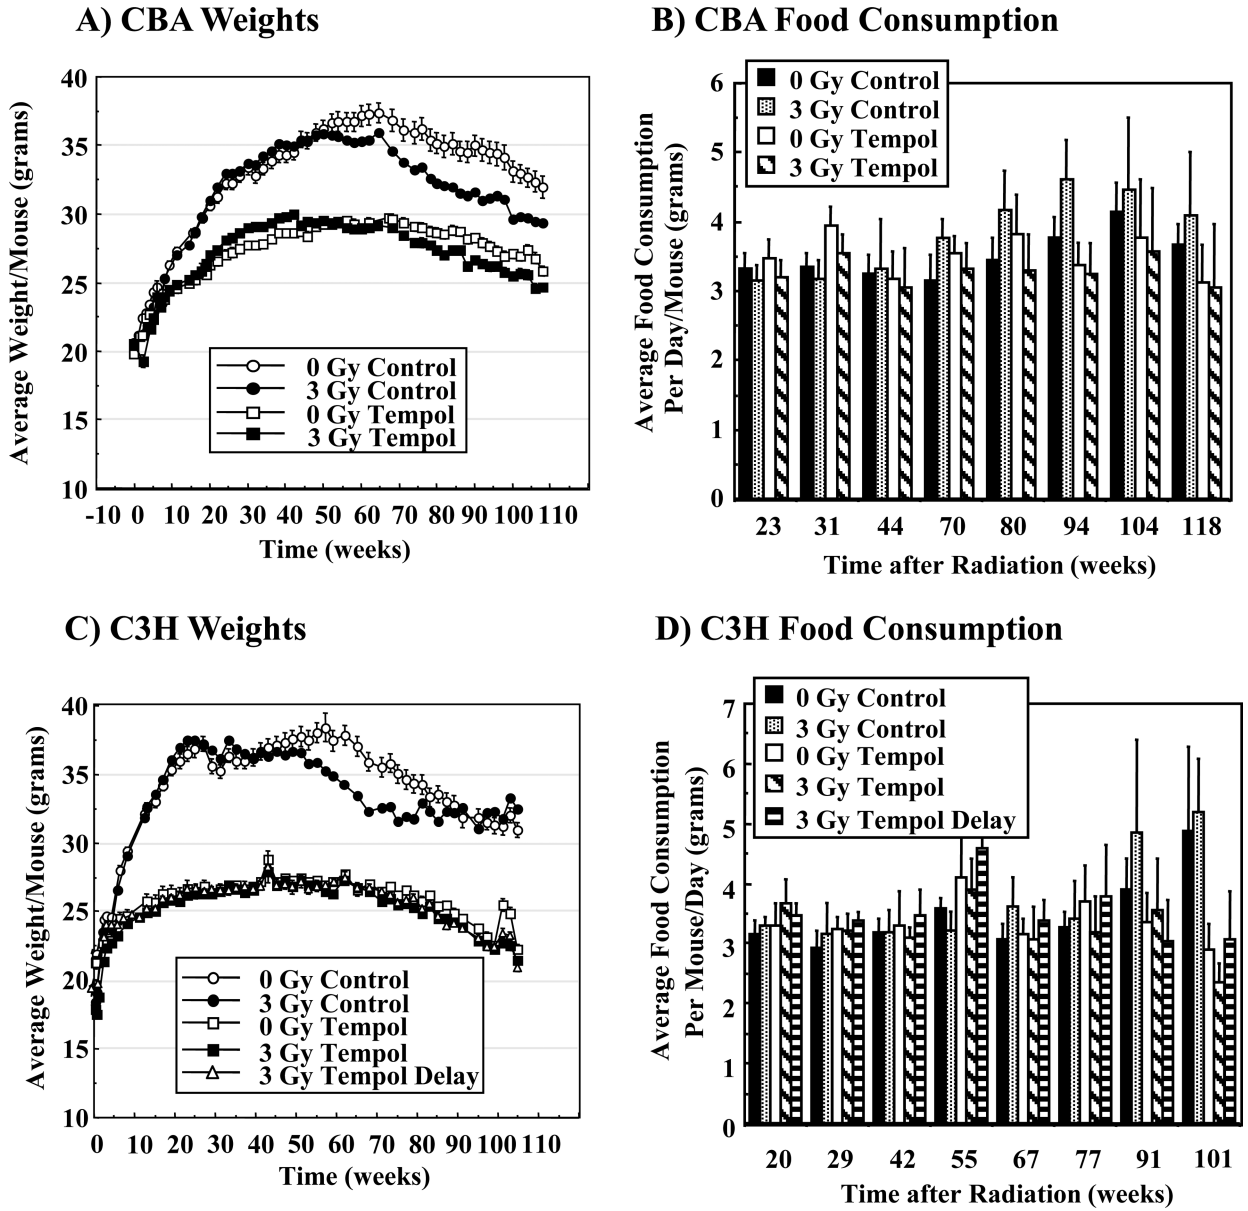 A) CBA Weights
Average Weight/Mouse (grams)
40
35
30
25
20
15
10
0 Gy Control
3 Gy Control
0 Gy Tempol
3 Gy Tempol
-10 0 10 20 30 40 50 60 70 80 90 100 110
Time (weeks)
B) CBA Food Consumption
Average Food Consumption
Per Day/Mouse (grams)
6
5
4
3
2
1
0
0 Gy Control
3 Gy Control
0 Gy Tempol
3 Gy Tempol
23 31 44 70 80 94 104 118
Time after Radiation (weeks)
C) C3H Weights
Average Weight/Mouse (grams)
40
35
30
25
20
15
10
0 Gy Control
3 Gy Control
0 Gy Tempol
3 Gy Tempol
3 Gy Tempol Delay
0 10 20 30 40 50 60 70 80 90 100 110
Time (weeks)
D) C3H Food Consumption
Average Food Consumption
Per Mouse/Day (grams)
7
6
5
4
3
2
1
0
0 Gy Control
3 Gy Control
0 Gy Tempol
3 Gy Tempol
3 Gy Tempol Delay
20 29 42 55 67 77 91 101
Time after Radiation (weeks)